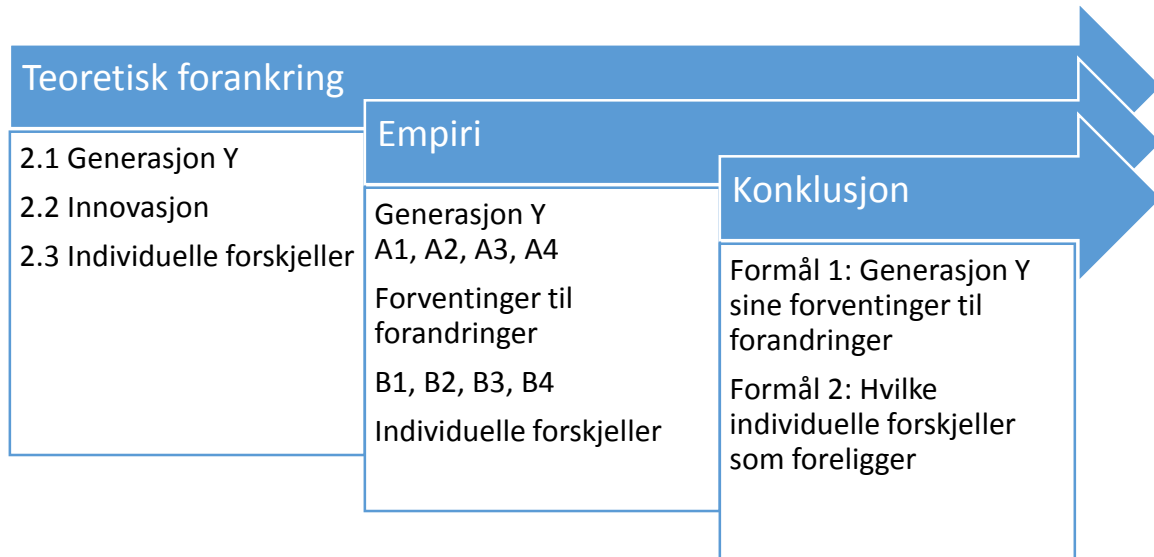 Teoretisk forankring
2.1 Generasjon Y
2.2 Innovasjon
2.3 Individuelle forskjeller
Empiri
Generasjon Y
A1, A2, A3, A4
Forventinger til
forandringer
B1, B2, B3, B4
Individuelle forskjeller
Konklusjon
Formål 1: Generasjon Y
sine forventinger til
forandringer
Formål 2: Hvilke
individuelle forskjeller
som foreligger